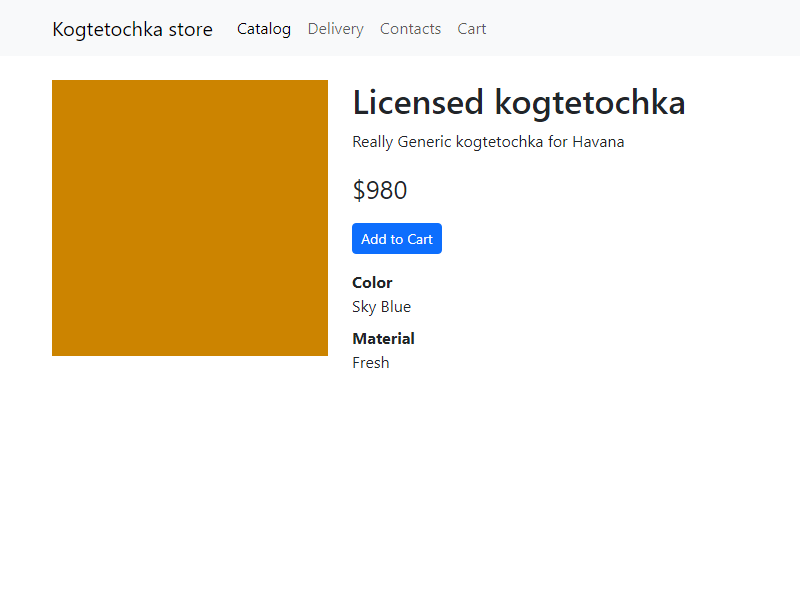 Kogtetochka store Catalog Delivery Contacts Cart
Licensed kogtetochka
Really Generic kogtetochka for Havana
$980
Add to Cart
Color
Sky Blue
Material
Fresh